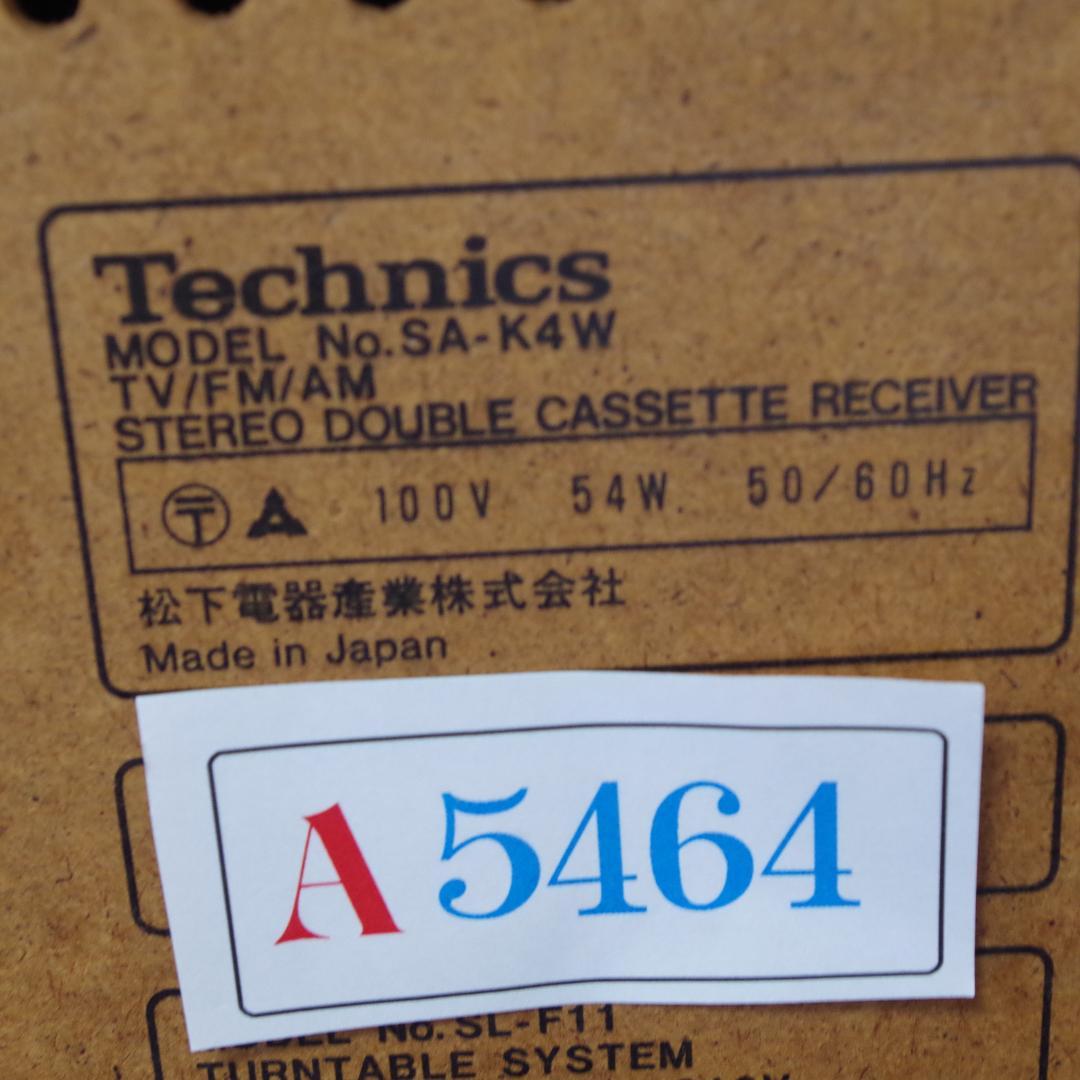 Technics
MODEL No.SA-K4W
TV/FM/AM
STEREO DOUBLE CASSETTE RECEIVER
〒 100V 54W. 50/60Hz
松下電器産業株式会社
Made in Japan
A 5464
No. SL-F11
TURNTABLE SYSTEM